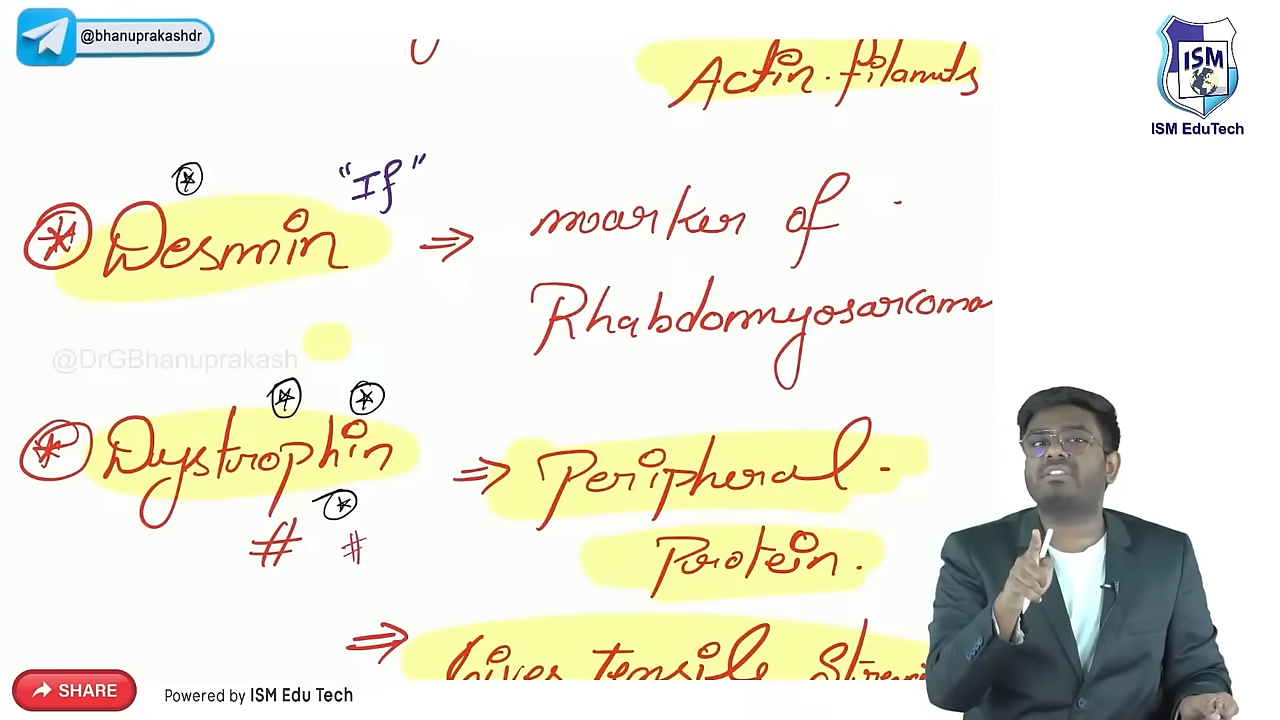 @bhanuprakashdr
ISM
ISM EduTech
Actin. filamnts
"If"
Desmin ⇒ marker of
Rhabdomyosarcoma
@DrGBhanuprakash
Dystrophin ⇒ Peripheral
# #
Protein.
⇒ Gives tensile
SHARE
Powered by ISM Edu Tech